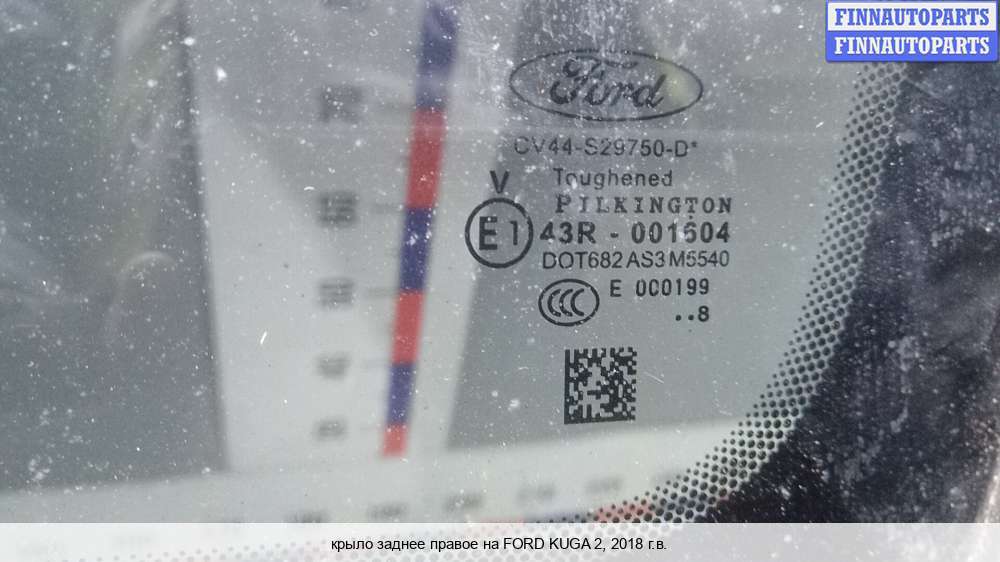 FINNAUTOPARTS
FINNAUTOPARTS
Ford
CV44-S29750-D*
Toughened
PILKINGTON
V
E1 43R - 001604
DOT682 AS3 M5540
CCC E 000199
..8
крыло заднее правое на FORD KUGA 2, 2018 г.в.